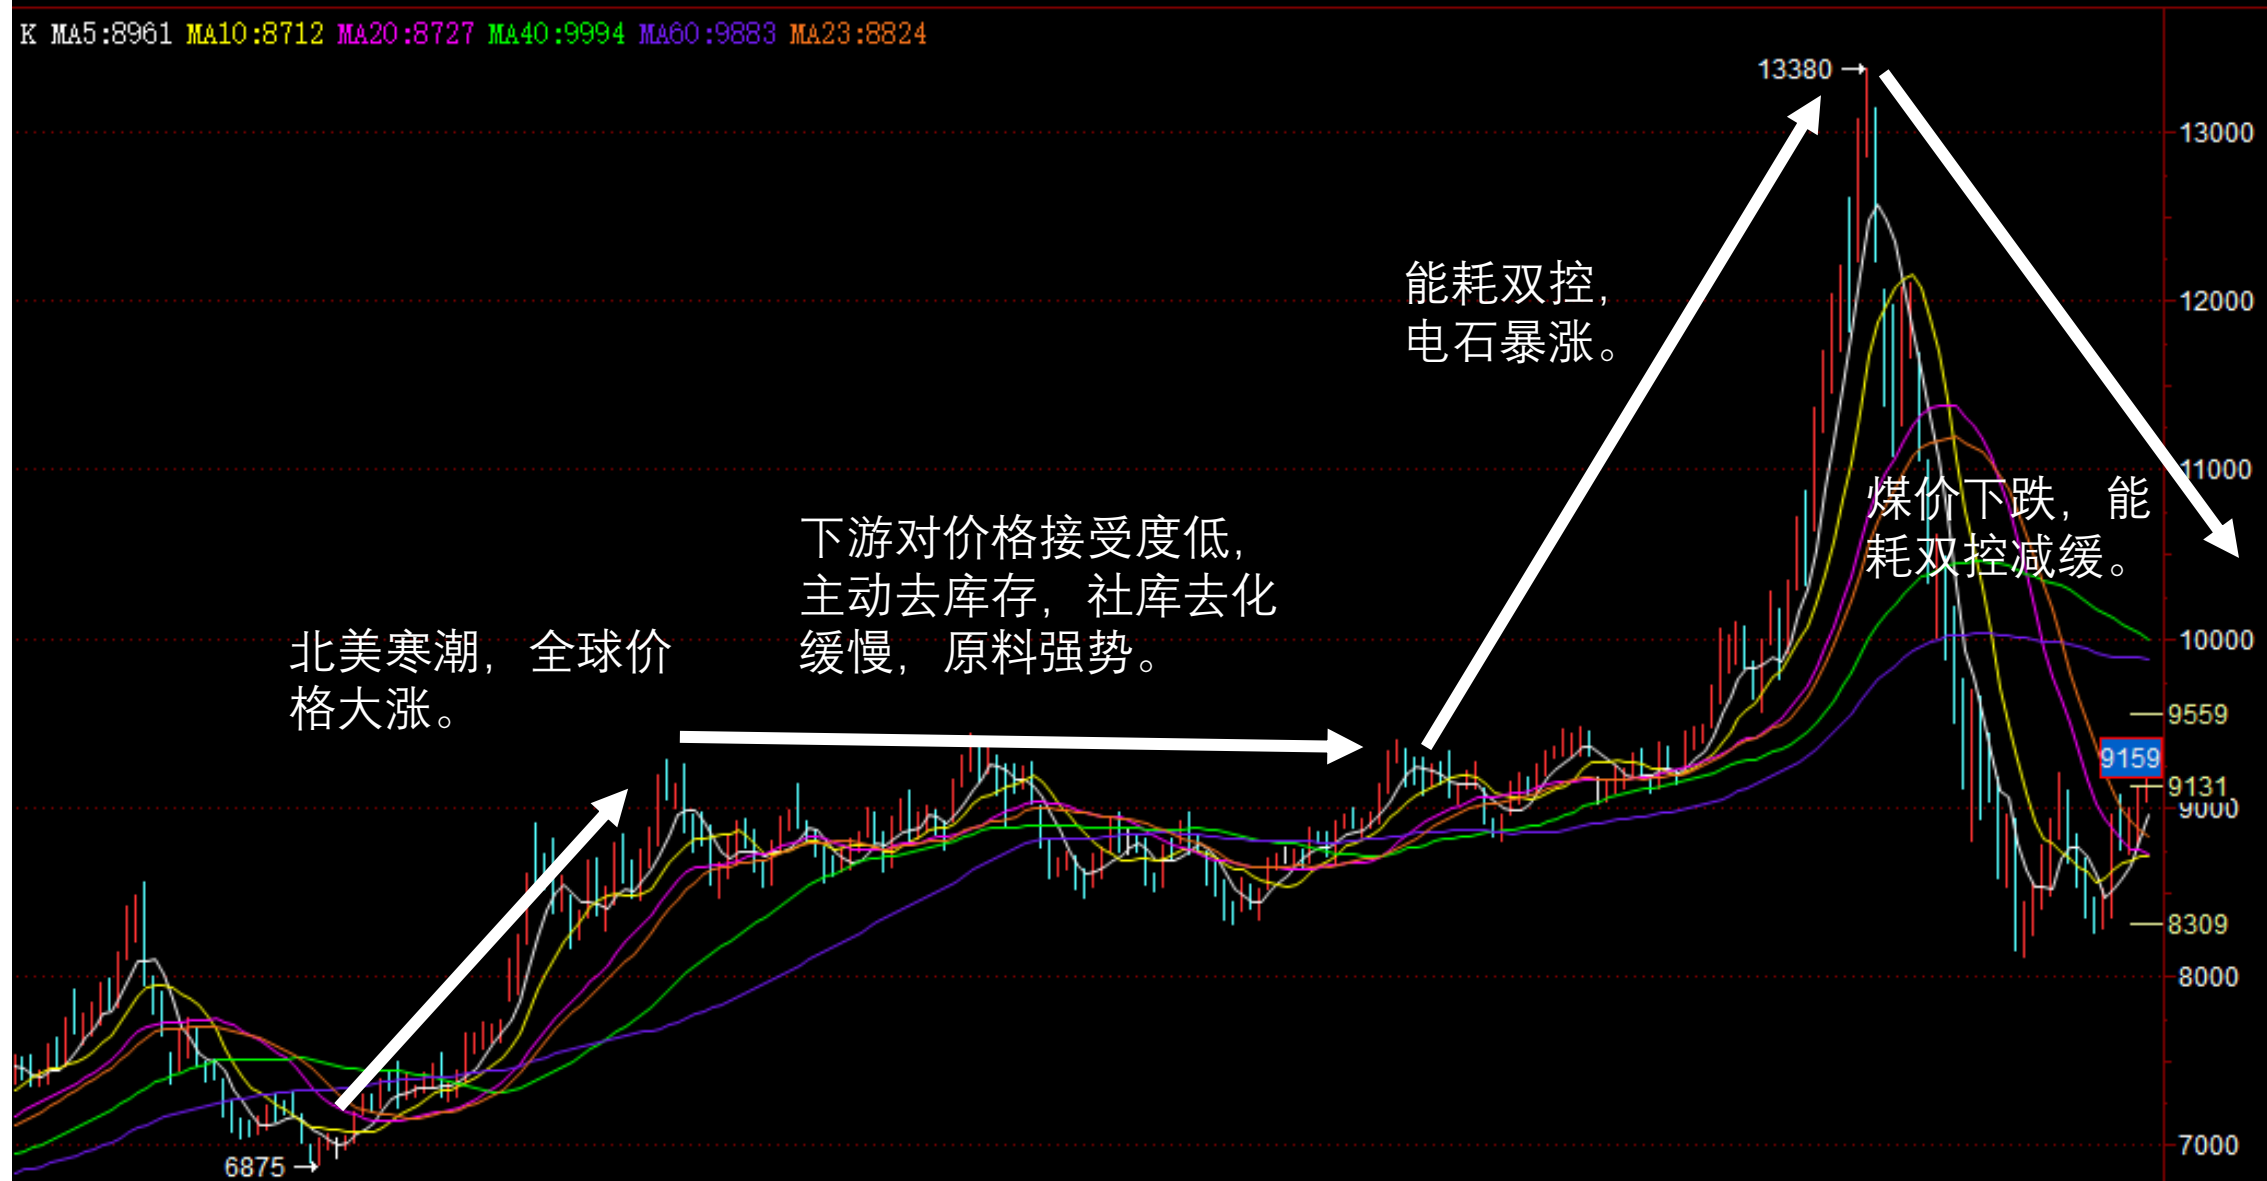 K MA5:8961 MA10:8712 MA20:8727 MA40:9994 MA60:9883 MA23:8824
13380
13000
能耗双控,
电石暴涨。
12000
11000
煤价下跌, 能
耗双控减缓。
下游对价格接受度低,
主动去库存, 社库去化
缓慢, 原料强势。
北美寒潮, 全球价
格大涨。
10000
9559
9159
9131
9000
8309
8000
7000
6875